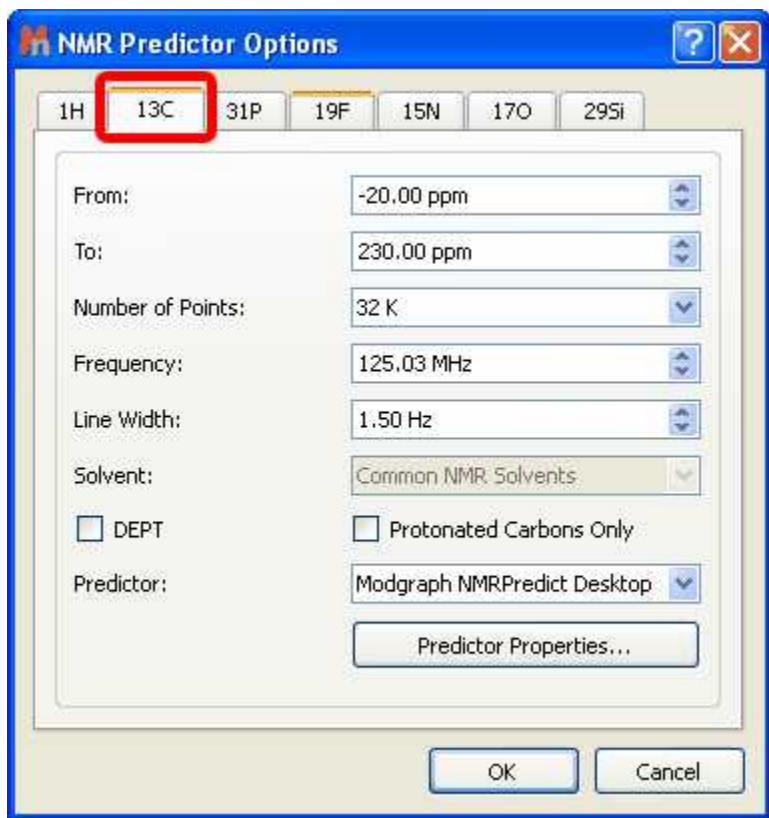 NMR Predictor Options
1H 13C 31P 19F 15N 17O 29Si
From: -20.00 ppm
To: 230.00 ppm
Number of Points: 32 K
Frequency: 125.03 MHz
Line Width: 1.50 Hz
Solvent: Common NMR Solvents
DEPT Protonated Carbons Only
Predictor: Modgraph NMRPredict Desktop
Predictor Properties...
OK Cancel